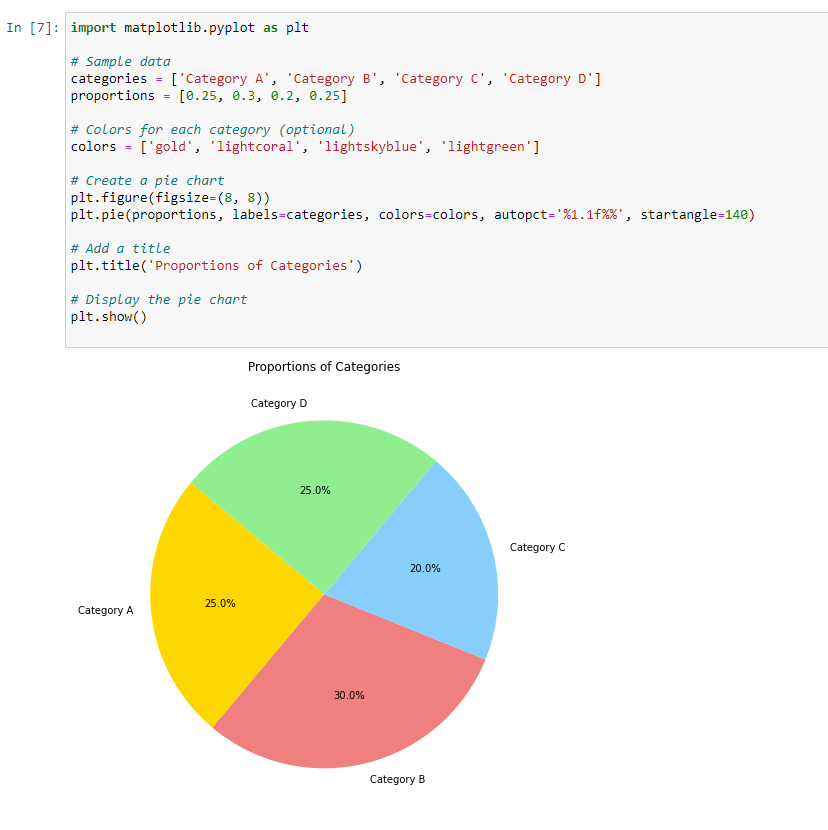 In [7]: import matplotlib.pyplot as plt
# Sample data
categories = ['Category A', 'Category B', 'Category C', 'Category D']
proportions = [0.25, 0.3, 0.2, 0.25]
# Colors for each category (optional)
colors = ['gold', 'lightcoral', 'lightskyblue', 'lightgreen']
# Create a pie chart
plt.figure(figsize=(8, 8))
plt.pie(proportions, labels=categories, colors=colors, autopct='%1.1f%%', startangle=140)
# Add a title
plt.title('Proportions of Categories')
# Display the pie chart
plt.show()
Proportions of Categories
Category D
25.0%
Category C
20.0%
25.0%
Category A
30.0%
Category B